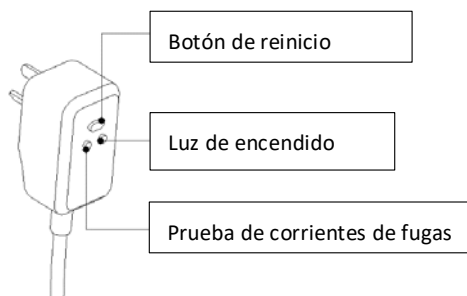 Botón de reinicio
Luz de encendido
Prueba de corrientes de fugas